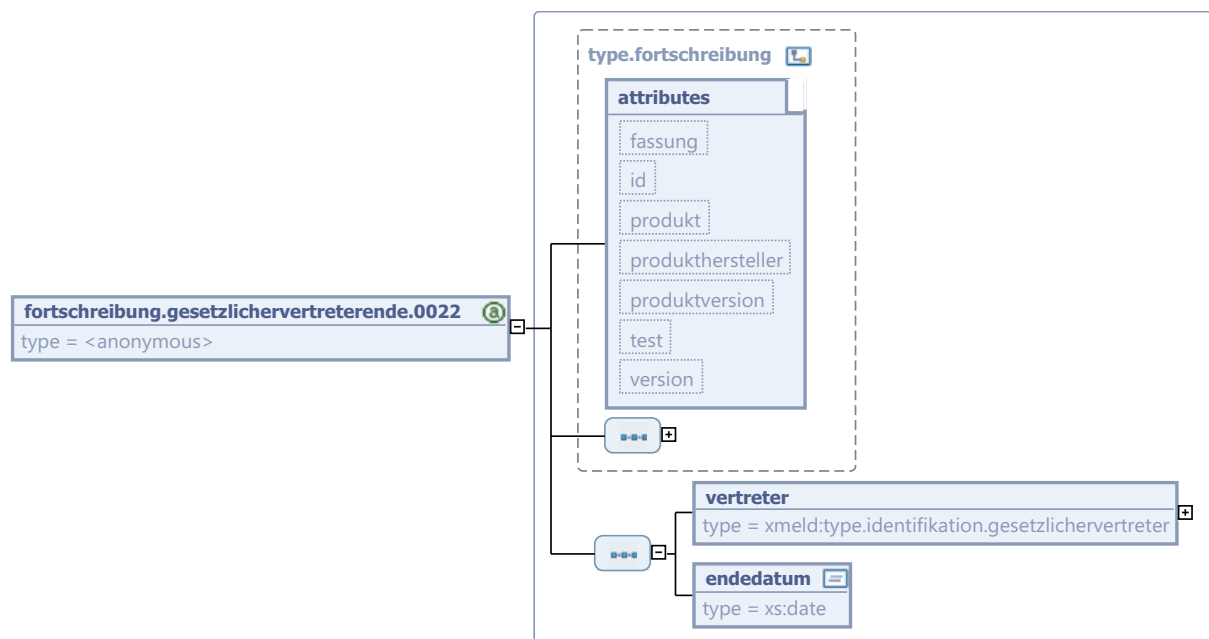 type.fortschreibung
attributes
fassung
id
produkt
produkthersteller
produktversion
test
version
fortschreibung.gesetzlichervertreterende.0022 a
type = <anonymous>
vertreter
type = xmeld:type.identifikation.gesetzlichervertreter
endedatum
type = xs:date